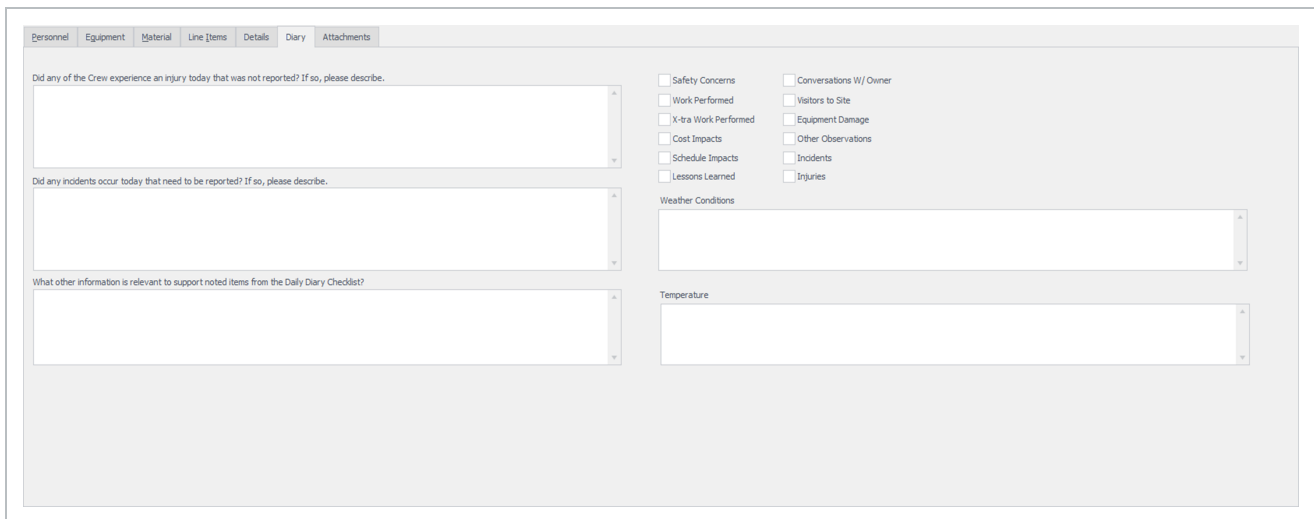 Personnel Equipment Material Line Items Details Diary Attachments
Did any of the Crew experience an injury today that was not reported? If so, please describe.
Did any incidents occur today that need to be reported? If so, please describe.
What other information is relevant to support noted items from the Daily Diary Checklist?
Safety Concerns Conversations W/ Owner
Work Performed Visitors to Site
X-tra Work Performed Equipment Damage
Cost Impacts Other Observations
Schedule Impacts Incidents
Lessons Learned Injuries
Weather Conditions
Temperature